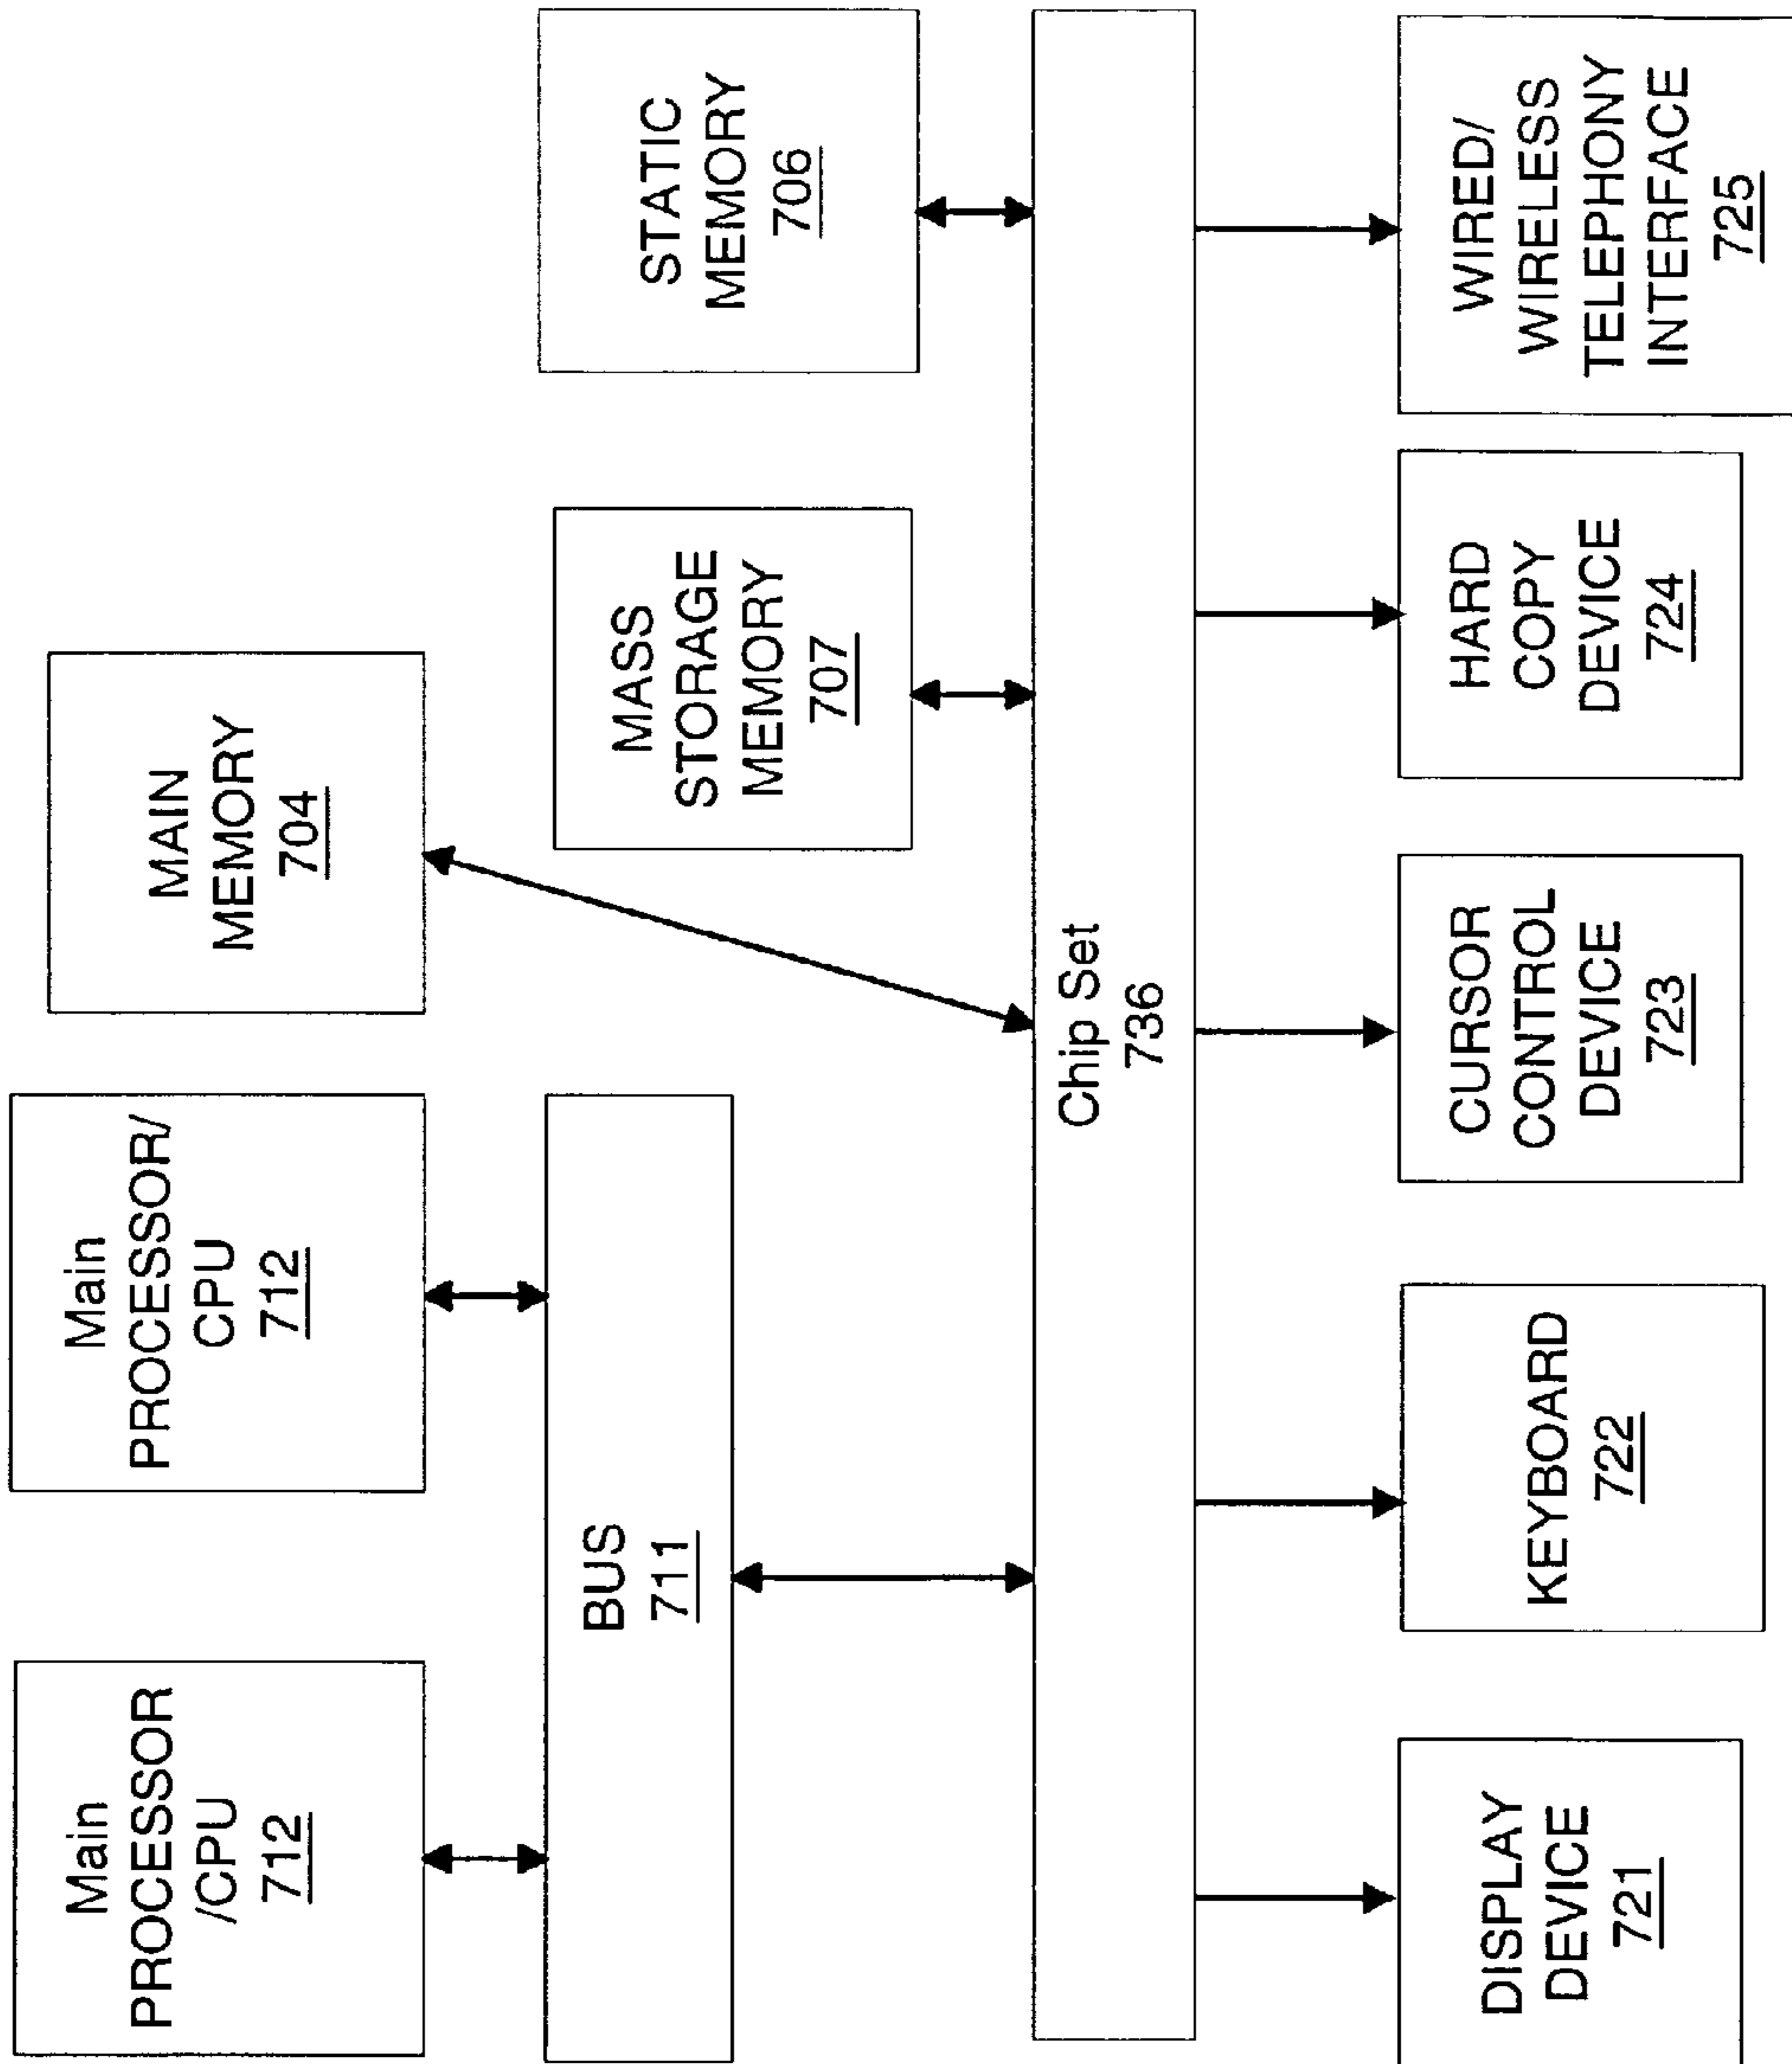 Main
PROCESSOR
/CPU
712
Main
PROCESSOR/
CPU
712
MAIN
MEMORY
704
BUS
711
MASS
STORAGE
MEMORY
707
STATIC
MEMORY
706
Chip Set
736
DISPLAY
DEVICE
721
KEYBOARD
722
CURSOR
CONTROL
DEVICE
723
HARD
COPY
DEVICE
724
WIRED/
WIRELESS
TELEPHONY
INTERFACE
725